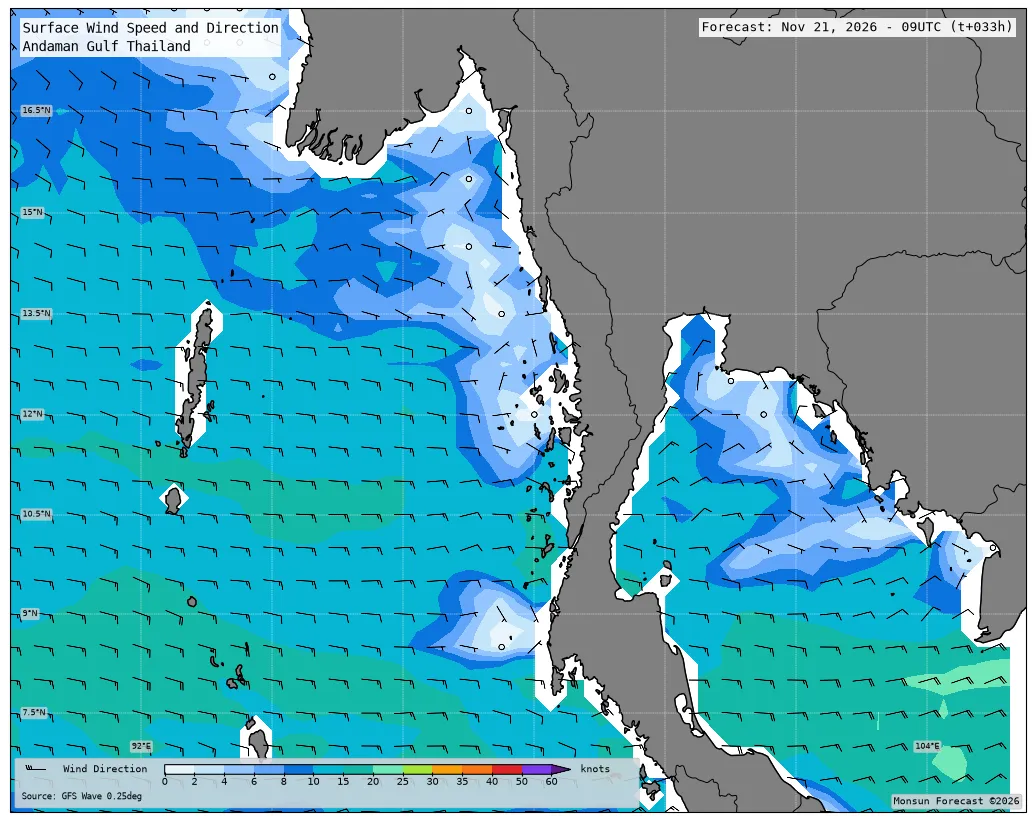 Surface Wind Speed and Direction
Andaman Gulf Thailand
Forecast: Nov 21, 2026 - 09UTC (t+033h)
16.5°N
15°N
13.5°N
12°N
10.5°N
9°N
7.5°N
92°E
104°E
Wind Direction
knots
0 2 4 6 8 10 15 20 25 30 35 40 50 60
Source: GFS Wave 0.25deg
Monsun Forecast ©2026